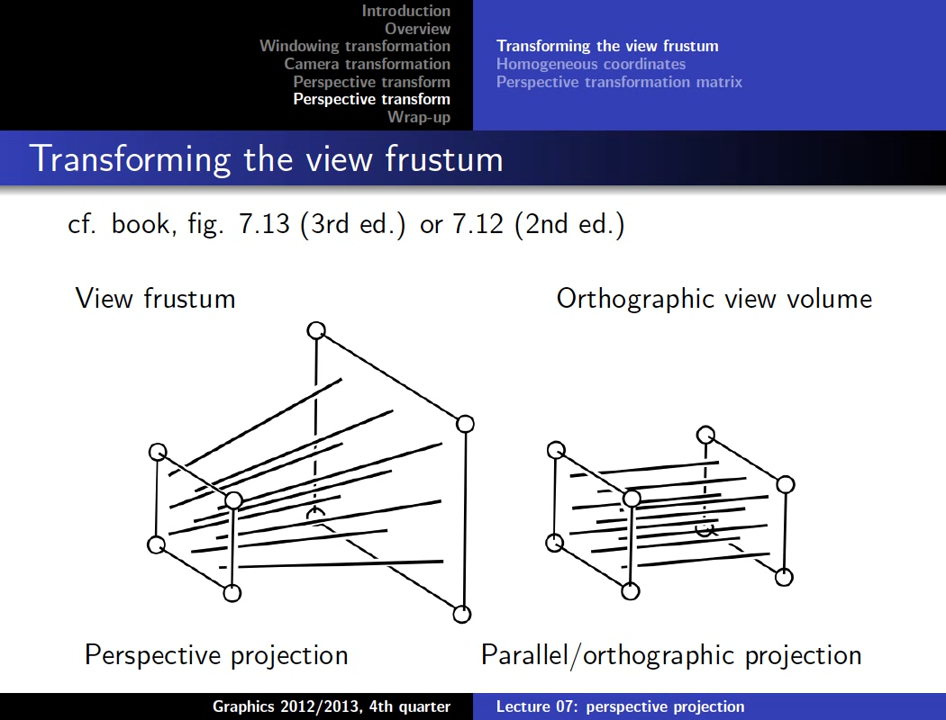 Introduction
Overview
Windowing transformation
Camera transformation
Perspective transform
Perspective transform
Wrap-up
Transforming the view frustum
Homogeneous coordinates
Perspective transformation matrix
Transforming the view frustum
cf. book, fig. 7.13 (3rd ed.) or 7.12 (2nd ed.)
View frustum
Orthographic view volume
Perspective projection
Parallel/orthographic projection
Graphics 2012/2013, 4th quarter
Lecture 07: perspective projection